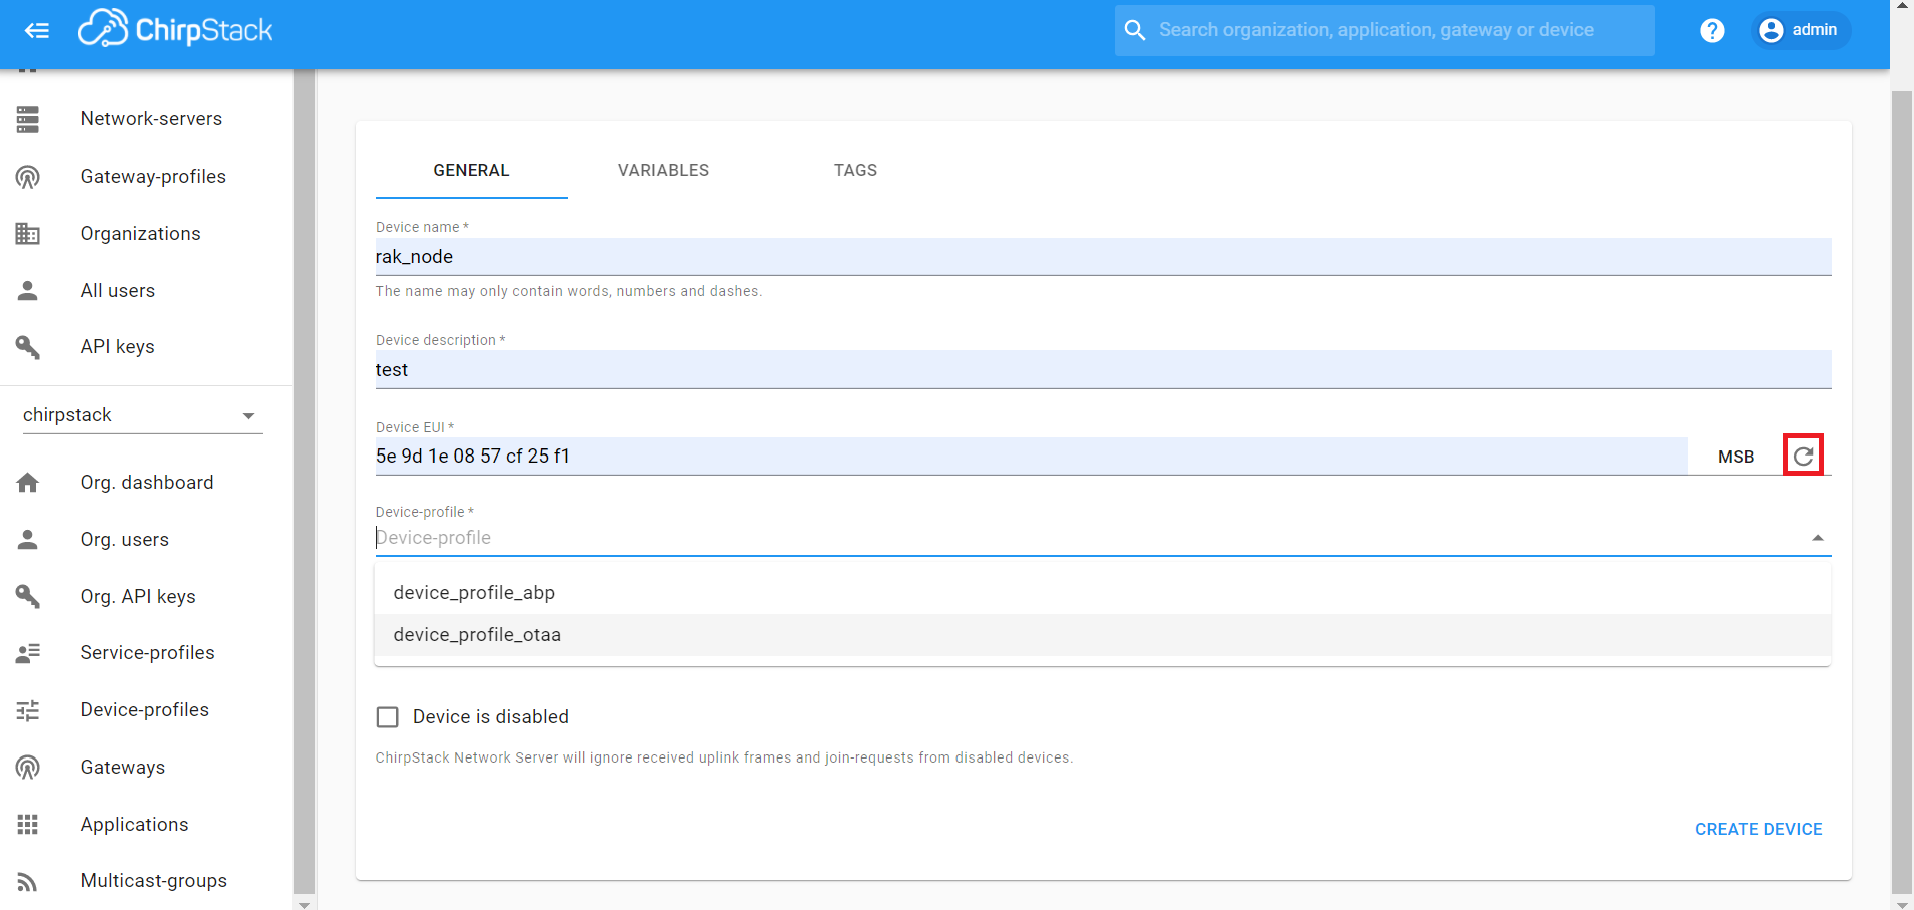 ChirpStack
Search organization, application, gateway or device
?
admin
Network-servers
Gateway-profiles
Organizations
All users
API keys
chirpstack
Org. dashboard
Org. users
Org. API keys
Service-profiles
Device-profiles
Gateways
Applications
Multicast-groups
GENERAL VARIABLES TAGS
Device name *
rak_node
The name may only contain words, numbers and dashes.
Device description *
test
Device EUI *
5e 9d 1e 08 57 cf 25 f1 MSB
Device-profile *
Device-profile
device_profile_abp
device_profile_otaa
Device is disabled
ChirpStack Network Server will ignore received uplink frames and join-requests from disabled devices.
CREATE DEVICE